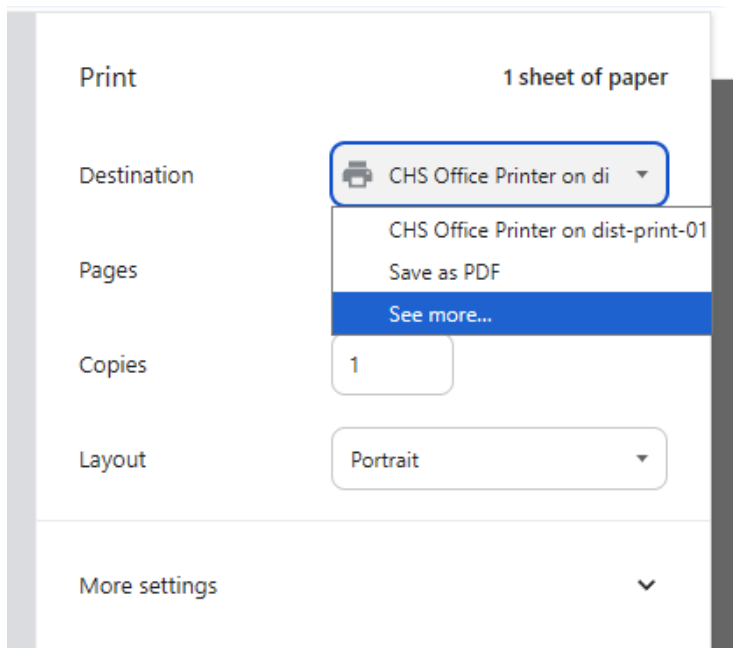 Print 1 sheet of paper
Destination CHS Office Printer on di
CHS Office Printer on dist-print-01
Pages Save as PDF
See more...
Copies 1
Layout Portrait
More settings